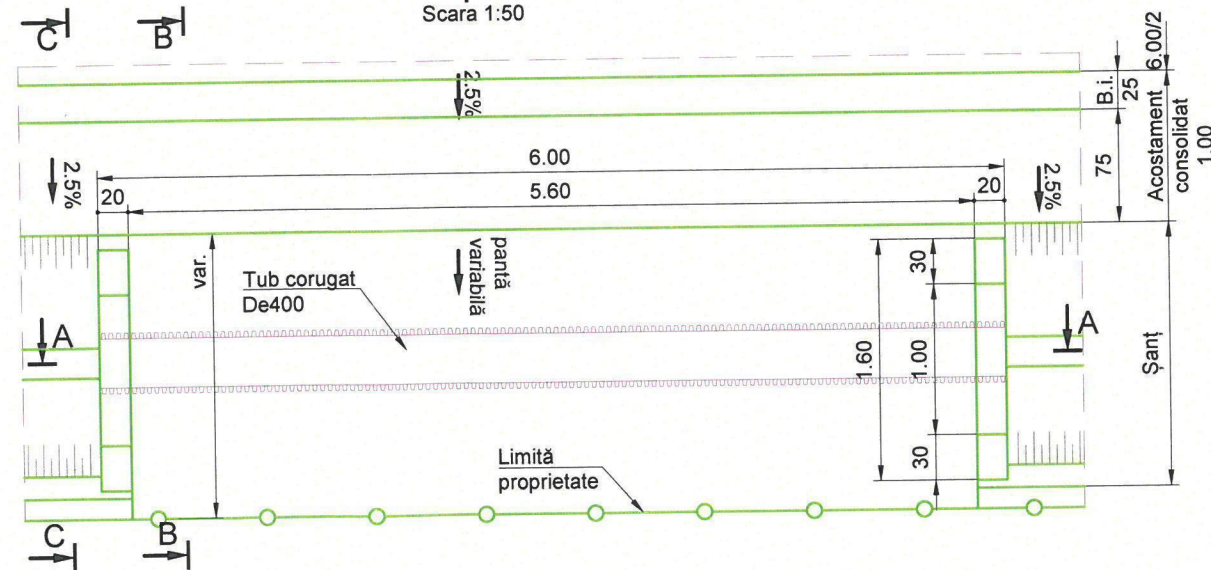 Scara 1:50
C
B
2.5%
6.00/2
B.i.
25
75
Acostament
consolidat
1.00
2.5%
6.00
2.5%
20
5.60
20
var.
pantă
variabilă
Tub corugat
De400
30
A
A
1.60
1.00
Șanț
30
Limită
proprietate
C
B